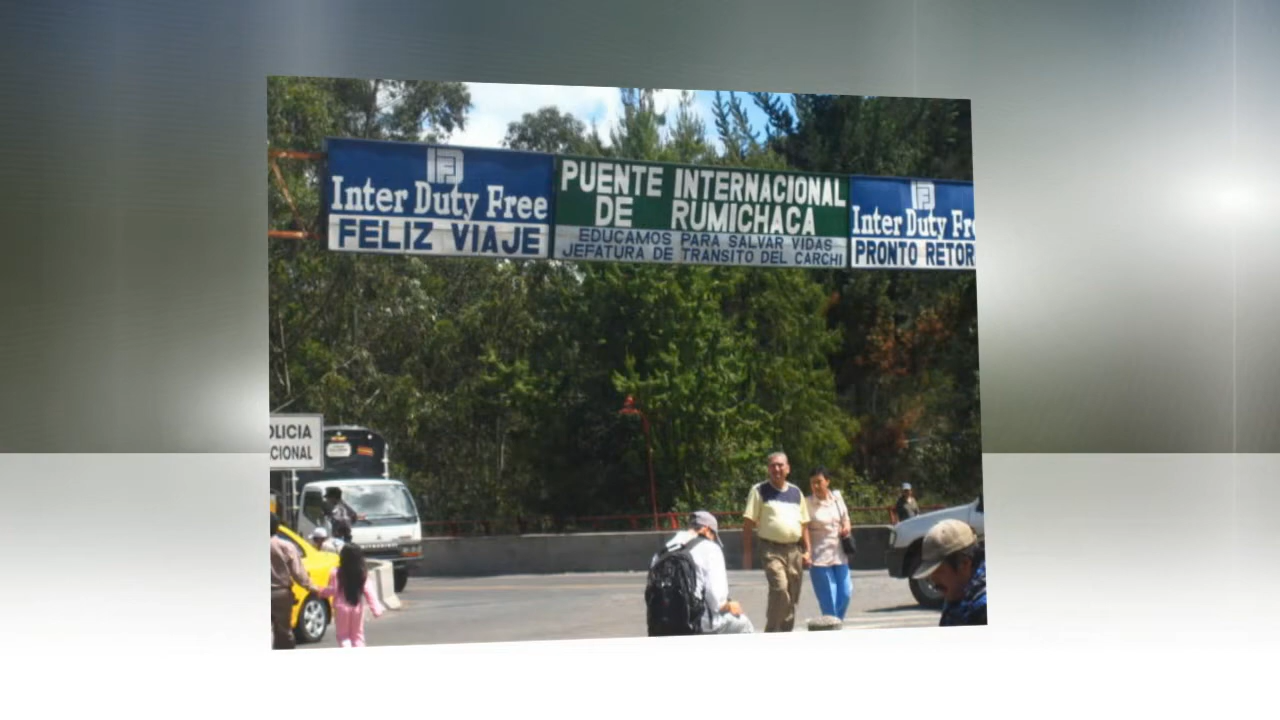 Inter Duty Free
FELIZ VIAJE
PUENTE INTERNACIONAL
DE RUMICHACA
EDUCAMOS PARA SALVAR VIDAS
JEFATURA DE TRANSITO DEL CARCHI
Inter Duty Fre
PRONTO RETOR
OLICIA
CIONAL